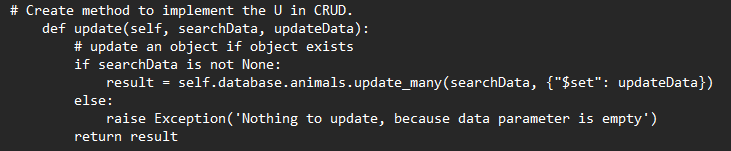 # Create method to implement the U in CRUD.
    def update(self, searchData, updateData):
        # update an object if object exists
        if searchData is not None:
            result = self.database.animals.update_many(searchData, {"$set": updateData})
        else:
            raise Exception('Nothing to update, because data parameter is empty')
        return result